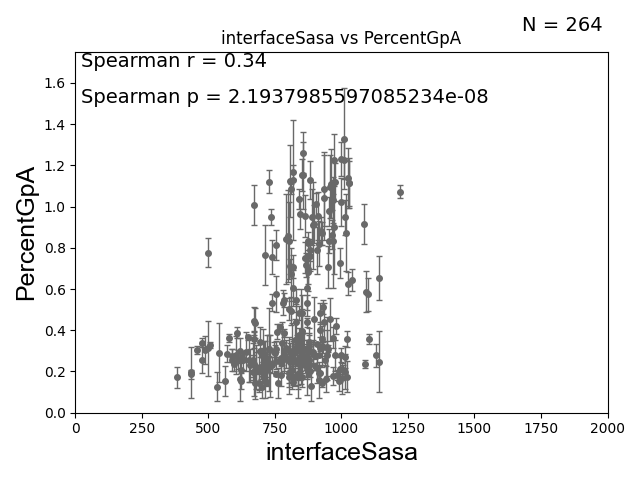 N = 264
interfaceSasa vs PercentGpA
Spearman r = 0.34
Spearman p = 2.1937985597085234e-08
1.6
1.4
1.2
1.0
0.8
0.6
0.4
0.2
0.0
PercentGpA
0 250 500 750 1000 1250 1500 1750 2000
interfaceSasa